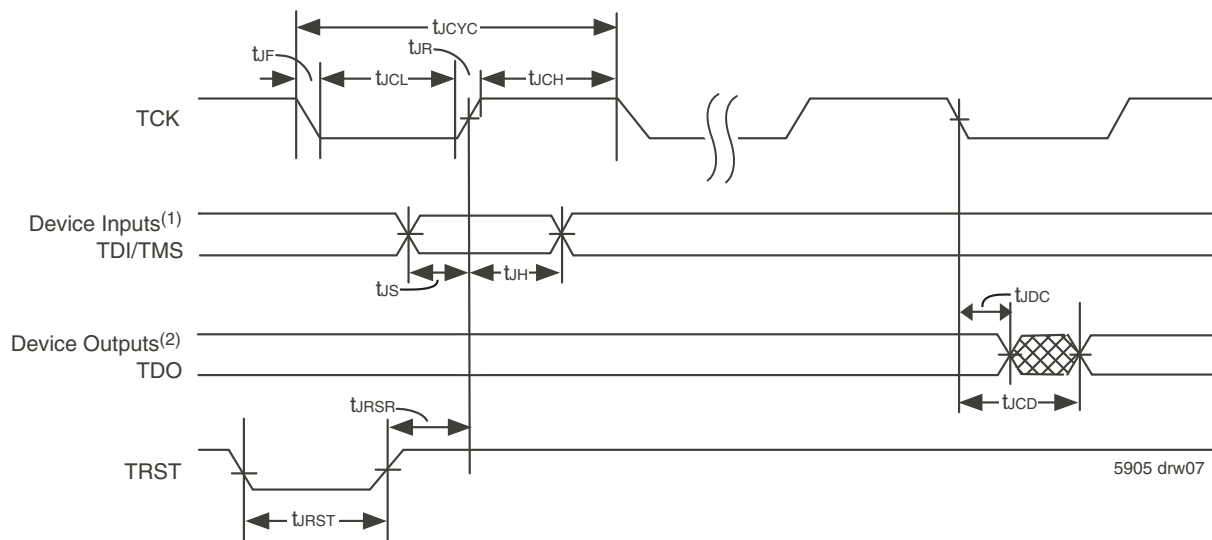 tJCYC
tJF
tJR
tJCL
tJCH
TCK
Device Inputs(1)
TDI/TMS
tJS
tJH
tJDC
Device Outputs(2)
TDO
tJRSR
tJCD
TRST
5905 drw07
tJRST